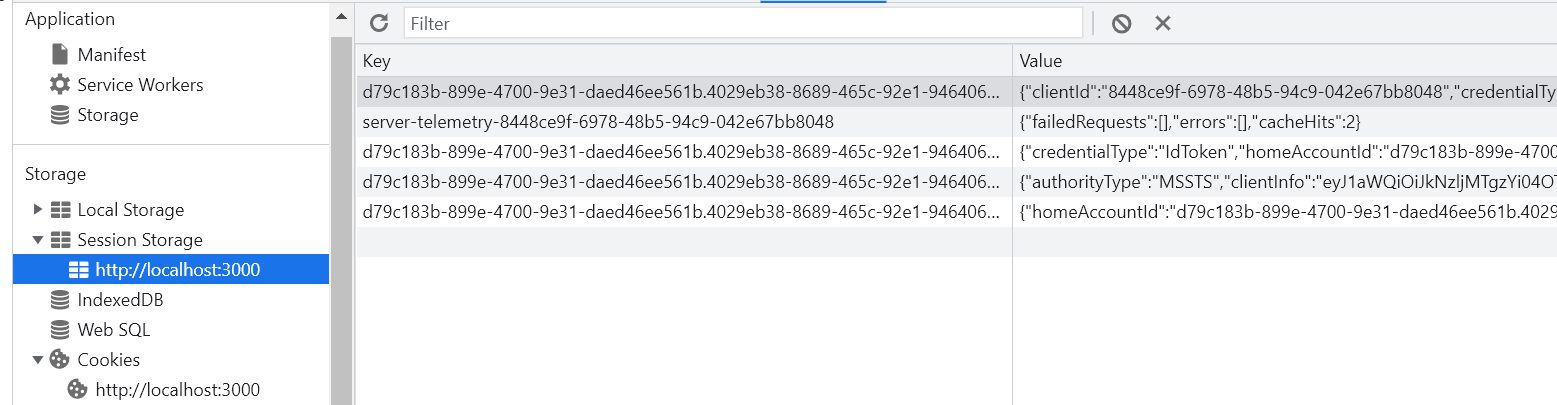 Application
Manifest
Service Workers
Storage
Storage
Local Storage
Session Storage
http://localhost:3000
IndexedDB
Web SQL
Cookies
http://localhost:3000
Filter
Key Value
d79c183b-899e-4700-9e31-daed46ee561b.4029eb38-8689-465c-92e1-946406... {"clientId":"8448ce9f-6978-48b5-94c9-042e67bb8048","credentialTy
server-telemetry-8448ce9f-6978-48b5-94c9-042e67bb8048 {"failedRequests":[],"errors":[],"cacheHits":2}
d79c183b-899e-4700-9e31-daed46ee561b.4029eb38-8689-465c-92e1-946406... {"credentialType":"IdToken","homeAccountId":"d79c183b-899e-4700
d79c183b-899e-4700-9e31-daed46ee561b.4029eb38-8689-465c-92e1-946406... {"authorityType":"MSSTS","clientInfo":"eyJ1aWQiOiJkNzljMTgzYi04OT
d79c183b-899e-4700-9e31-daed46ee561b.4029eb38-8689-465c-92e1-946406... {"homeAccountId":"d79c183b-899e-4700-9e31-daed46ee561b.4029